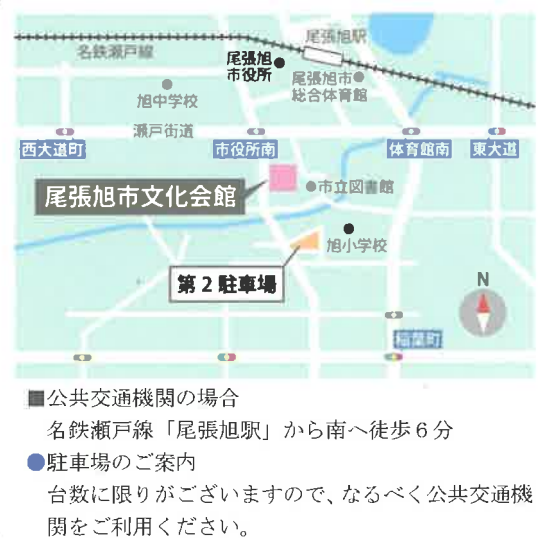 尾張旭駅
名鉄瀬戸線
尾張旭
市役所
尾張旭市
総合体育館
旭中学校
瀬戸街道
西大道町
市役所南
体育館南
東大道
尾張旭市文化会館
市立図書館
旭小学校
第2駐車場
N
稲葉町
■公共交通機関の場合
名鉄瀬戸線「尾張旭駅」から南へ徒歩6分
●駐車場のご案内
台数に限りがございますので、なるべく公共交通機
関をご利用ください。